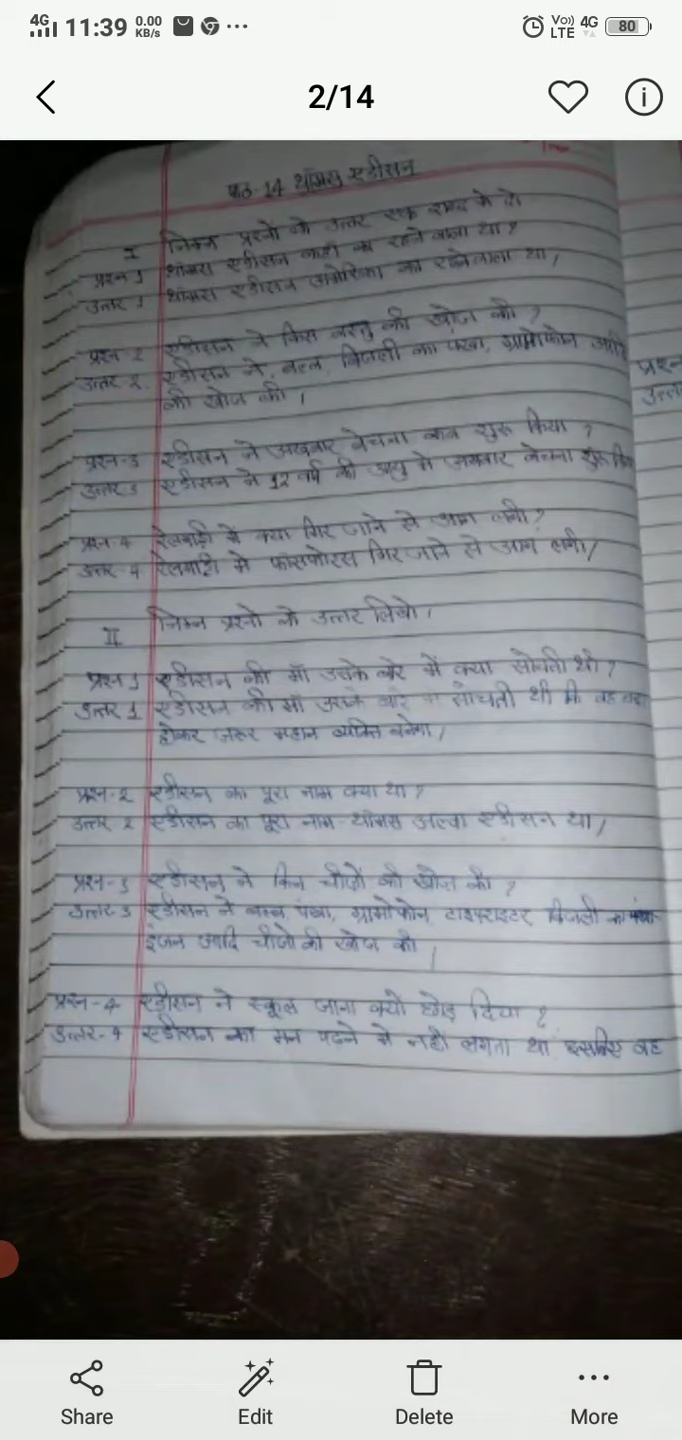 4G 11:39 0.00 KB/s ...
Vo)) LTE 4G 80
2/14
पाठ-14 थॉमस एडीसन
I निम्न प्रश्नों के उत्तर एक शब्द में दो
प्रश्न 1 थॉमस एडीसन कहाँ का रहने वाला था?
उत्तर 1 थॉमस एडीसन अमेरिका का रहने वाला था।
प्रश्न-2 एडीसन ने किस वस्तु की खोज की ?
उत्तर-2. एडीसन ने, बल्ब, बिजली का पंखा, ग्रामोफोन आदि
की खोज की ।
प्रश्न
उत्तर
प्रश्न-3 एडीसन ने अखबार बेचना कब शुरू किया ?
उत्तर 3 एडीसन ने 12 वर्ष की आयु में अखबार बेचना शुरू किया
प्रश्न-4 रेलगाड़ी में क्या गिर जाने से आग लगी?
उत्तर-4 रेलगाड़ी में फॉसफोरस गिर जाने से आग लगी।
II निम्न प्रश्नों के उत्तर लिखो।
प्रश्न 1 एडीसन की माँ उसके बारे में क्या सोचती थी?
उत्तर 1 एडीसन की माँ उसके बारे सोचती थी कि वह बड़ा
होकर जरूर महान व्यक्ति बनेगा।
प्रश्न-2 एडीसन का पूरा नाम क्या था?
उत्तर 2 एडीसन का पूरा नाम थॉमस अल्वा एडीसन था।
प्रश्न-3 एडीसन ने किन चीजों की खोज की ?
उत्तर 3 एडीसन ने बल्ब पंखा, ग्रामोफोन, टाइपराइटर बिजली का
इंजन आदि चीजो की खोज की ।
प्रश्न-4 एडीसन ने स्कूल जाना क्यों छोड़ दिया ?
उत्तर-4 एडीसन का मन पढ़ने में नहीं लगता था इसलिए वह
Share Edit Delete More